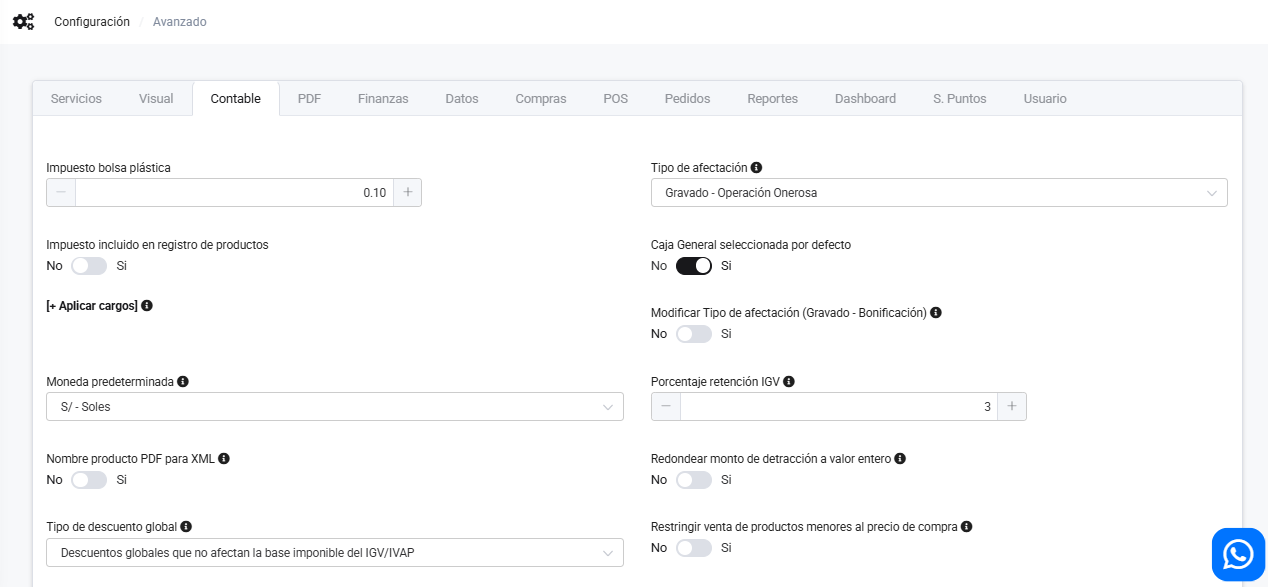 Configuración / Avanzado
Servicios Visual Contable PDF Finanzas Datos Compras POS Pedidos Reportes Dashboard S. Puntos Usuario
Impuesto bolsa plástica
0.10
Tipo de afectación
Gravado - Operación Onerosa
Impuesto incluido en registro de productos
No Si
Caja General seleccionada por defecto
No Si
[+ Aplicar cargos]
Modificar Tipo de afectación (Gravado - Bonificación)
No Si
Moneda predeterminada
S/ - Soles
Porcentaje retención IGV
3
Nombre producto PDF para XML
No Si
Redondear monto de detracción a valor entero
No Si
Tipo de descuento global
Descuentos globales que no afectan la base imponible del IGV/IVAP
Restringir venta de productos menores al precio de compra
No Si